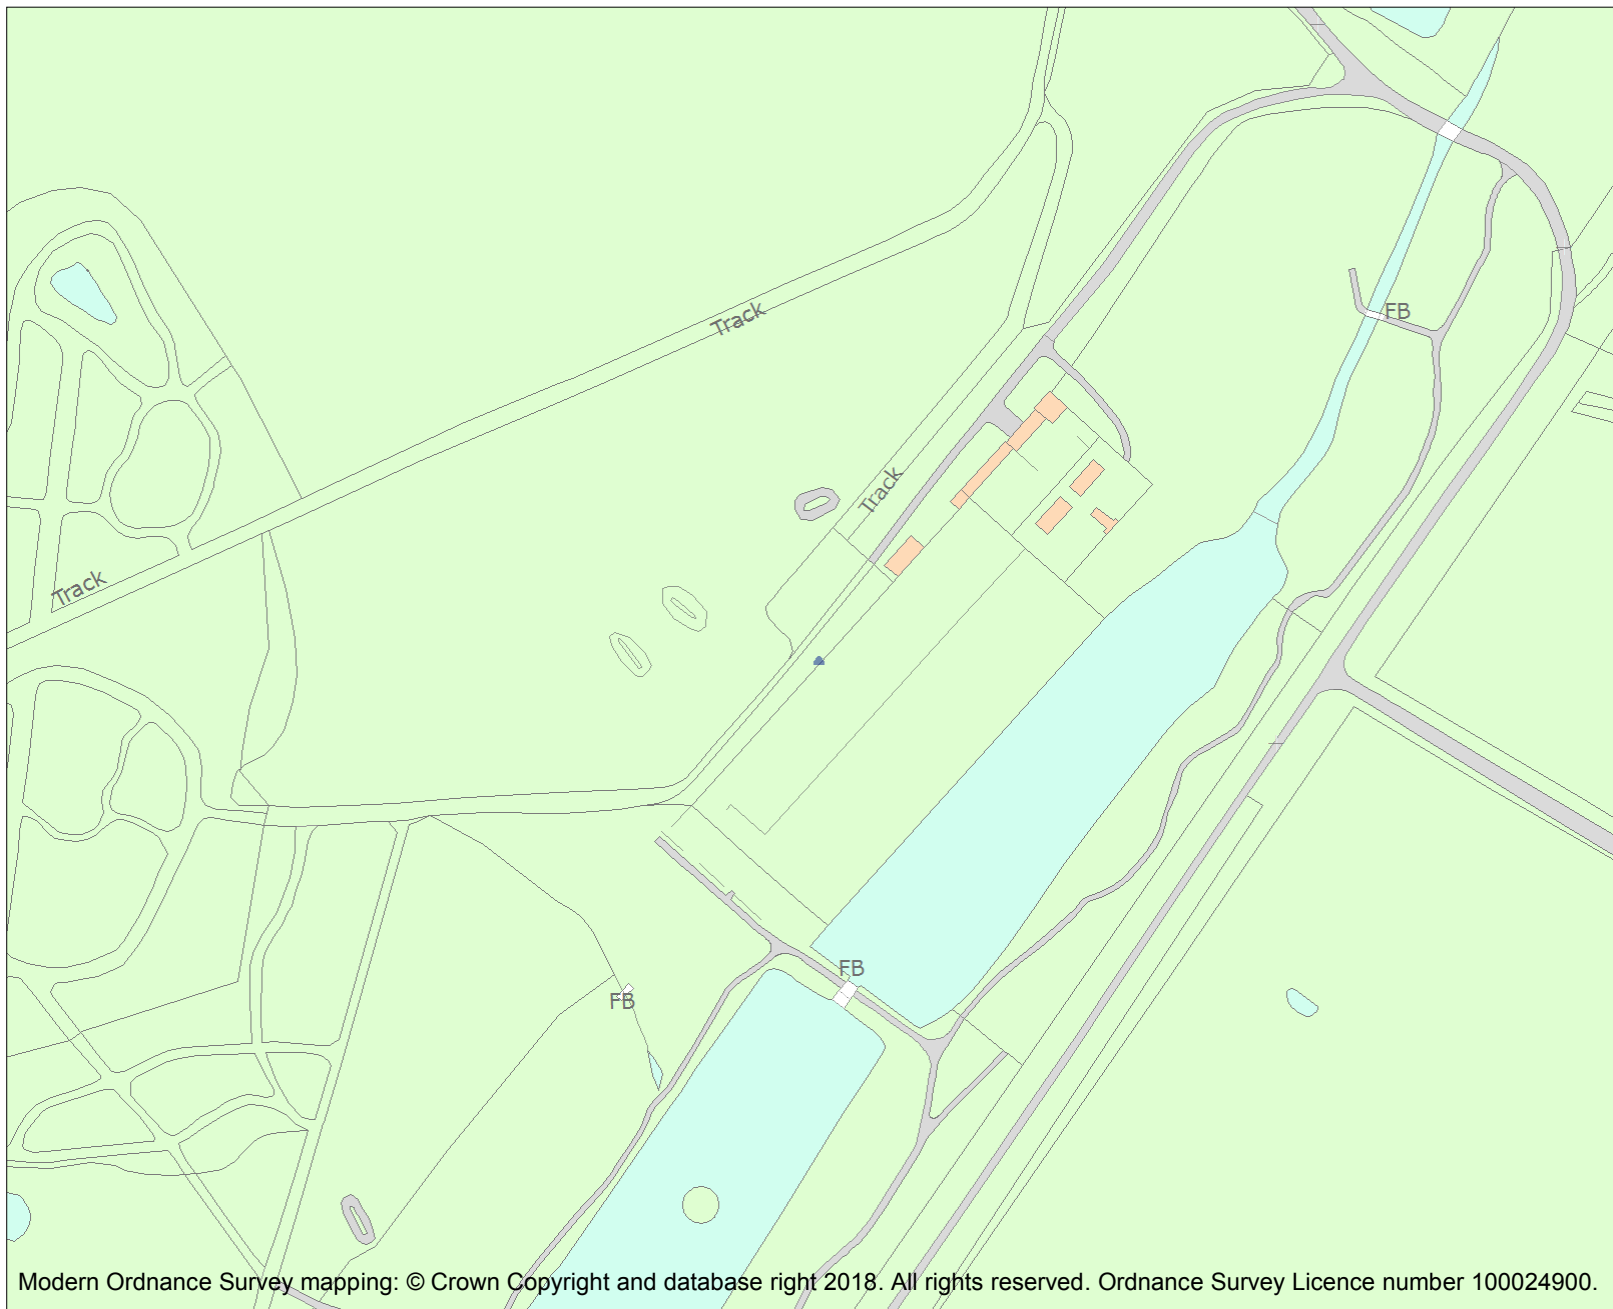 Track
FB
Track
Track
FB
FB
Modern Ordnance Survey mapping: © Crown Copyright and database right 2018. All rights reserved. Ordnance Survey Licence number 100024900.